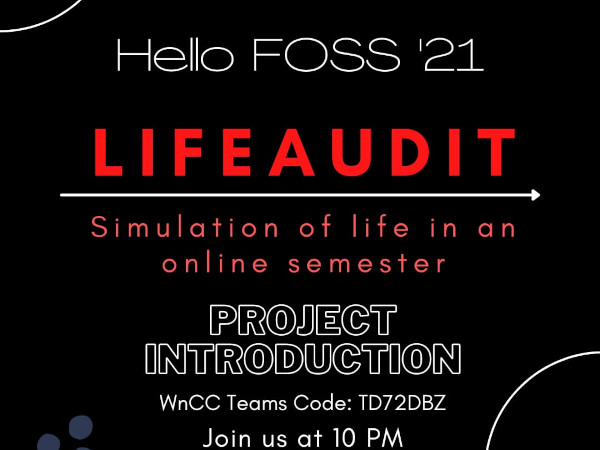 Hello FOSS '21
LIFEAUDIT
Simulation of life in an
online semester
PROJECT
INTRODUCTION
WnCC Teams Code: TD72DBZ
Join us at 10 PM